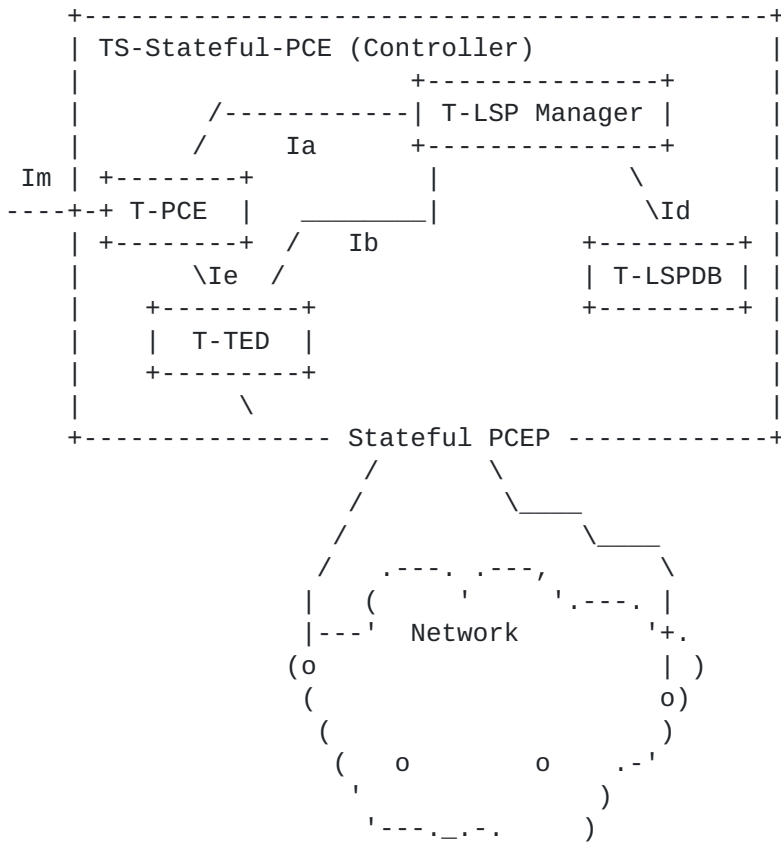 TS-Stateful-PCE (Controller)
T-LSP Manager
Ia
Im
T-PCE
\Id
Ib
\Ie
T-LSPDB
T-TED
Stateful PCEP
Network
o
o
o o